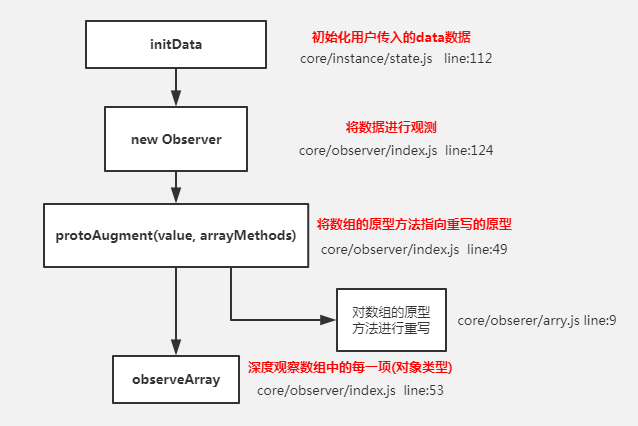 initData
初始化用户传入的data数据
core/instance/state.js line:112
new Observer
将数据进行观测
core/observer/index.js line:124
protoAugment(value, arrayMethods)
将数组的原型方法指向重写的原型
core/observer/index.js line:49
对数组的原型
方法进行重写
core/obserer/arry.js line:9
observeArray
深度观察数组中的每一项(对象类型)
core/observer/index.js line:53